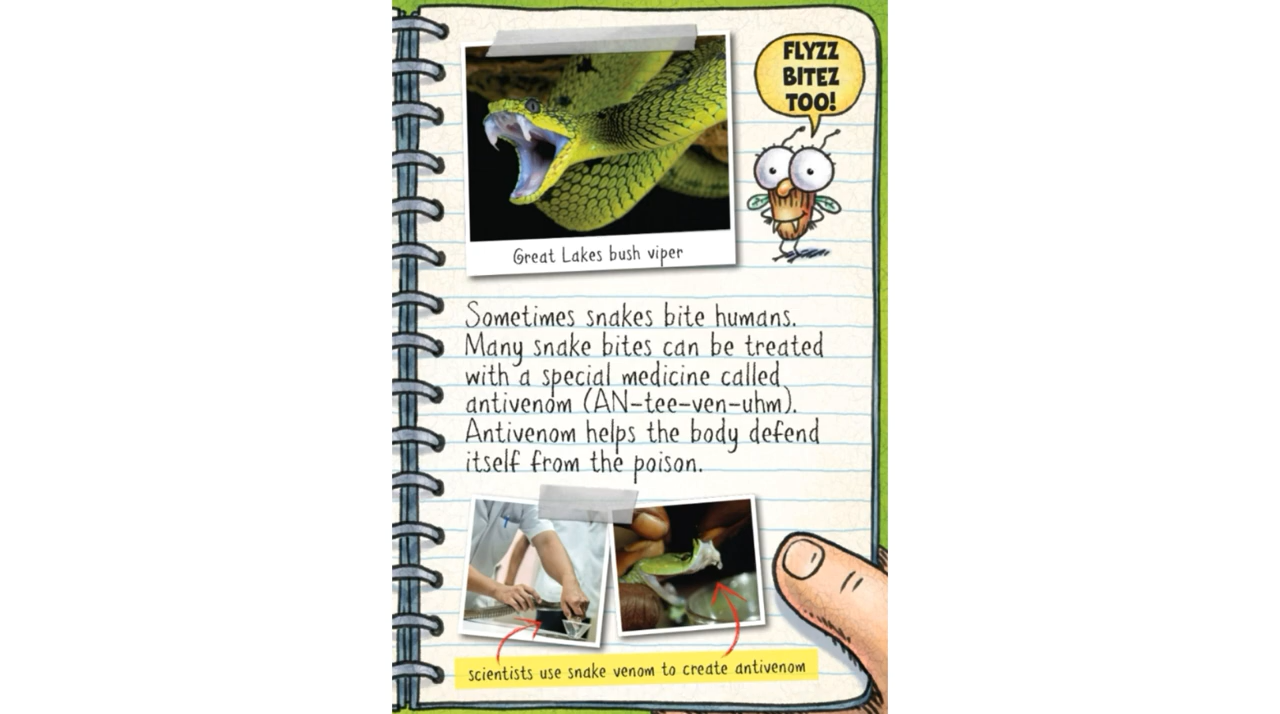 FLYZZ
BITEZ
TOO!
Great Lakes bush viper
Sometimes snakes bite humans.
Many snake bites can be treated
with a special medicine called
antivenom (AN-tee-ven-uhm).
Antivenom helps the body defend
itself from the poison.
scientists use snake venom to create antivenom